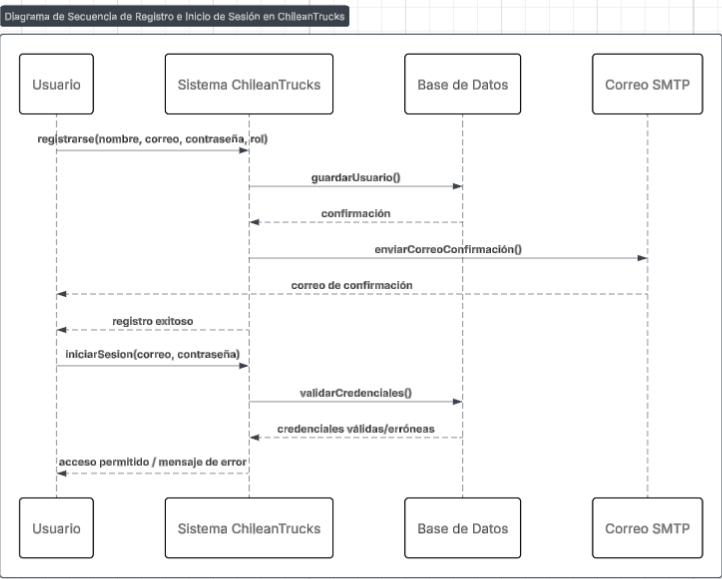 Diagrama de Secuencia de Registro e Inicio de Sesión en ChileanTrucks
Usuario
Sistema ChileanTrucks
Base de Datos
Correo SMTP
registrarse(nombre, correo, contraseña, rol)
guardarUsuario()
confirmación
enviarCorreoConfirmación()
correo de confirmación
registro exitoso
iniciarSesion(correo, contraseña)
validarCredenciales()
credenciales válidas/erróneas
acceso permitido / mensaje de error
Usuario
Sistema ChileanTrucks
Base de Datos
Correo SMTP